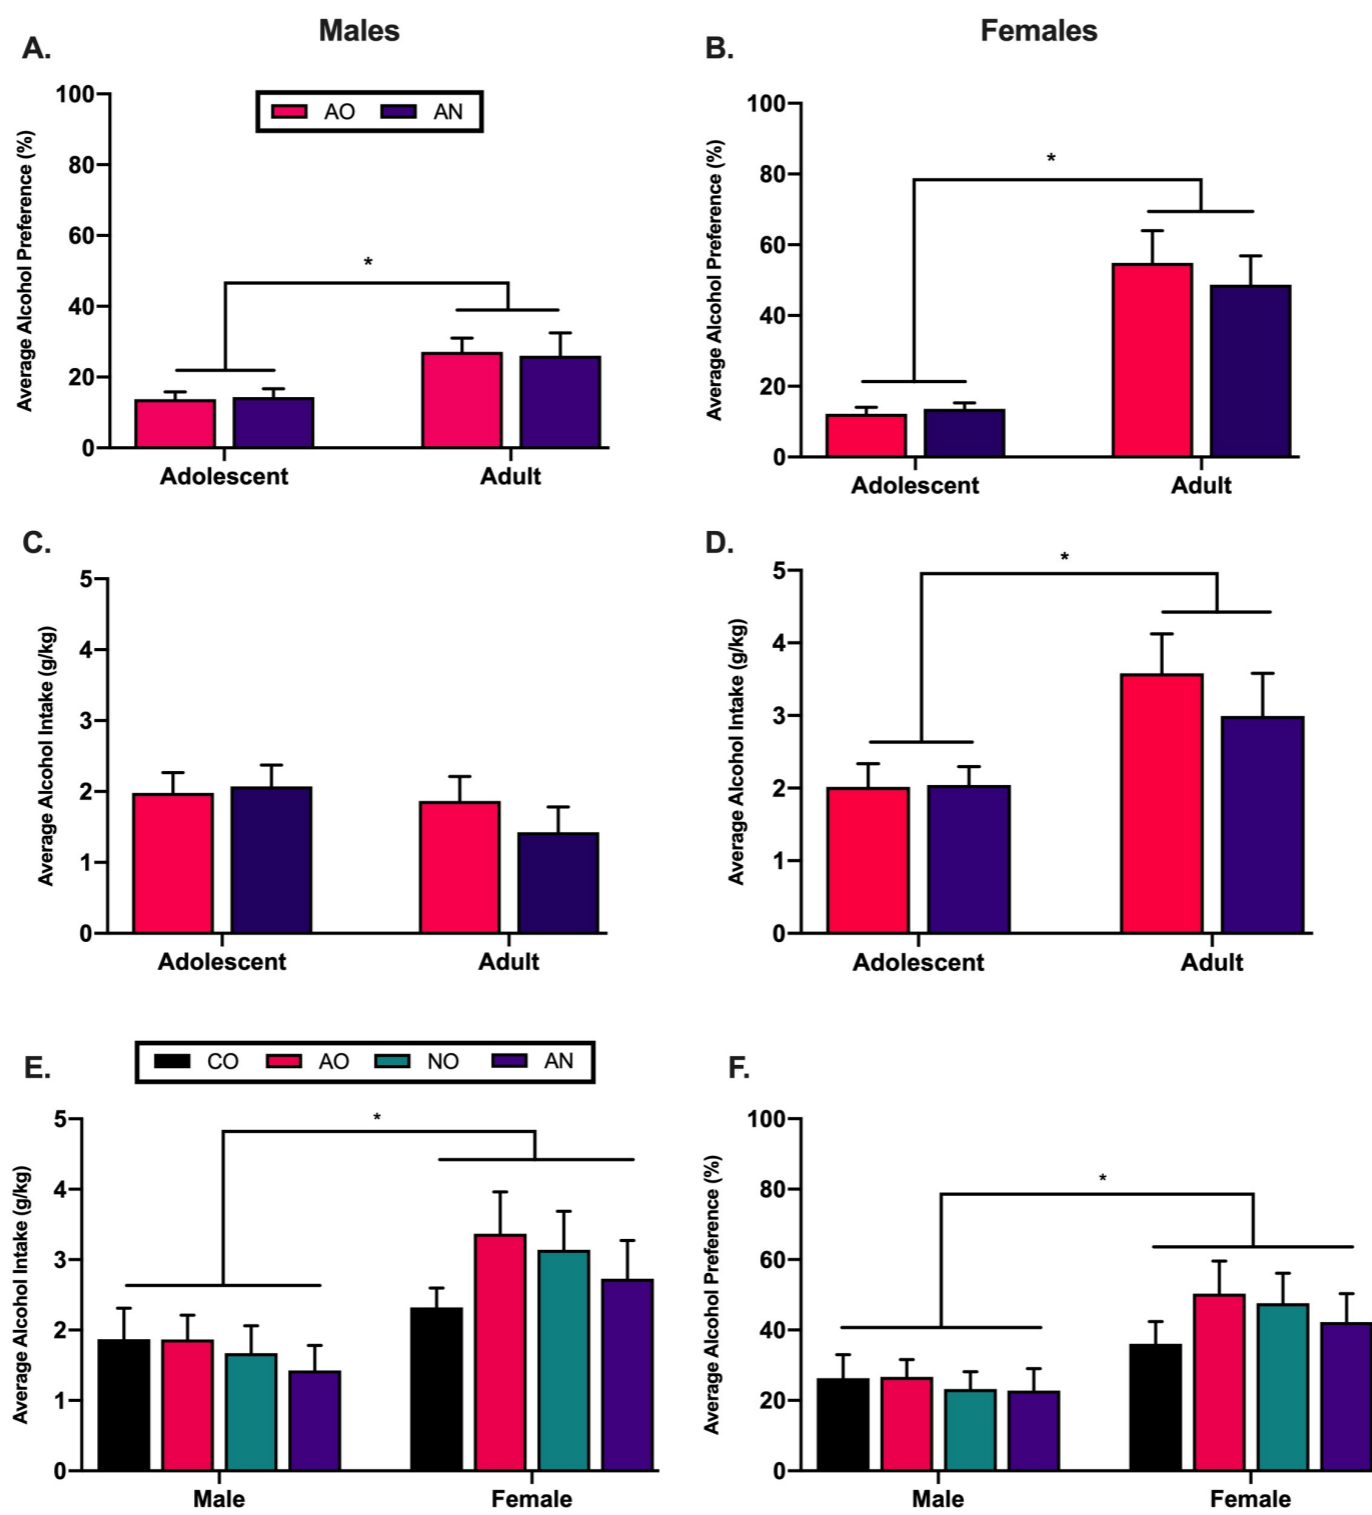 Males
Females
A.
B.
AO AN
Average Alcohol Preference (%)
100
80
60
40
20
0
*
Adolescent
Adult
Average Alcohol Preference (%)
100
80
60
40
20
0
*
Adolescent
Adult
C.
D.
Average Alcohol Intake (g/kg)
5
4
3
2
1
0
Adolescent
Adult
Average Alcohol Intake (g/kg)
5
4
3
2
1
0
*
Adolescent
Adult
E.
F.
CO AO NO AN
Average Alcohol Intake (g/kg)
5
4
3
2
1
0
*
Male
Female
Average Alcohol Preference (%)
100
80
60
40
20
0
*
Male
Female